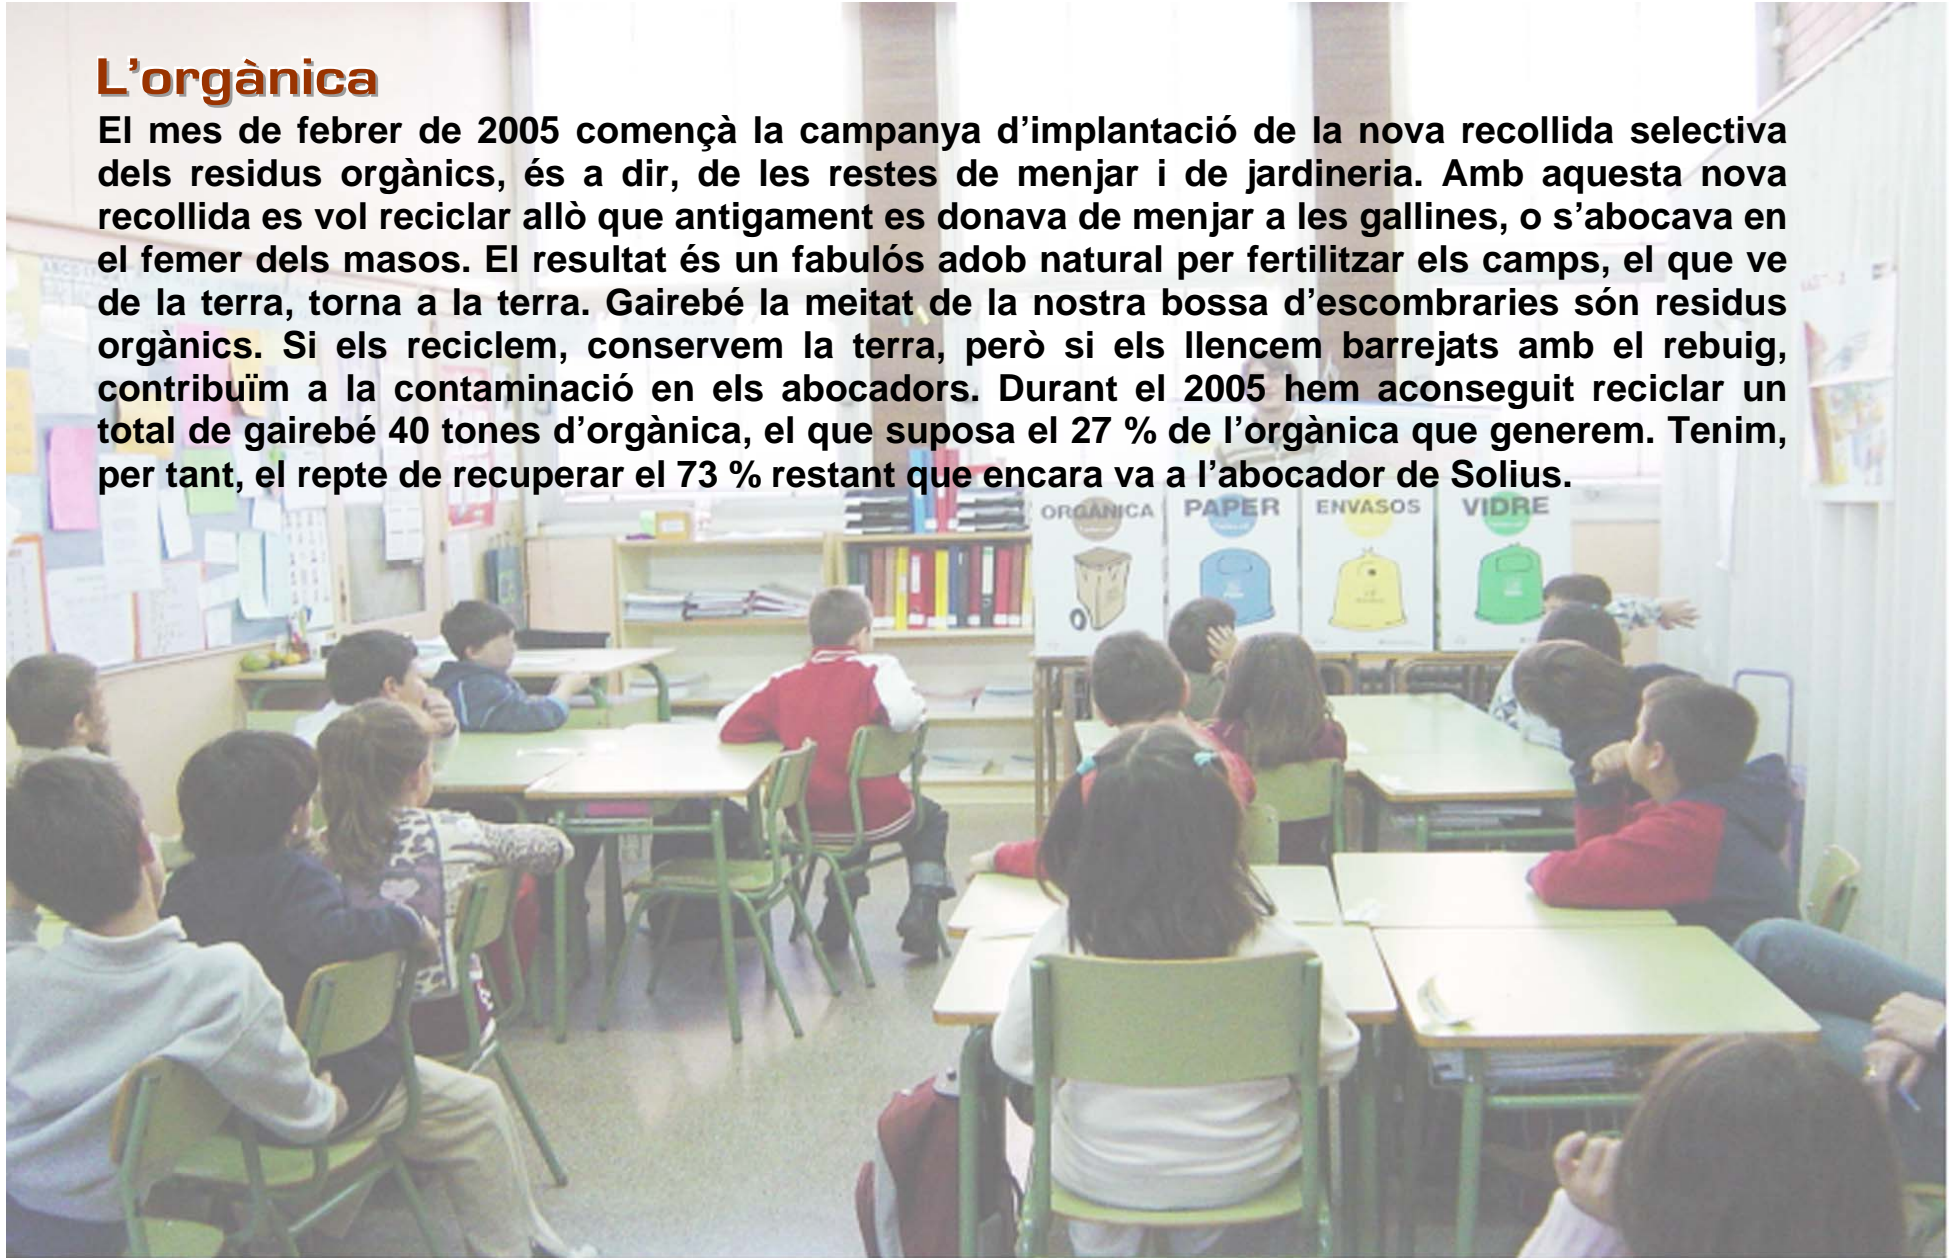 L'orgànica
El mes de febrer de 2005 començà la campanya d'implantació de la nova recollida selectiva
dels residus orgànics, és a dir, de les restes de menjar i de jardineria. Amb aquesta nova
recollida es vol reciclar allò que antigament es donava de menjar a les gallines, o s'abocava en
el femer dels masos. El resultat és un fabulós adob natural per fertilitzar els camps, el que ve
de la terra, torna a la terra. Gairebé la meitat de la nostra bossa d'escombraries són residus
orgànics. Si els reciclem, conservem la terra, però si els llencem barrejats amb el rebuig,
contribuïm a la contaminació en els abocadors. Durant el 2005 hem aconseguit reciclar un
total de gairebé 40 tones d'orgànica, el que suposa el 27 % de l'orgànica que generem. Tenim,
per tant, el repte de recuperar el 73 % restant que encara va a l'abocador de Solius.
ORGANICA PAPER ENVASOS VIDRE